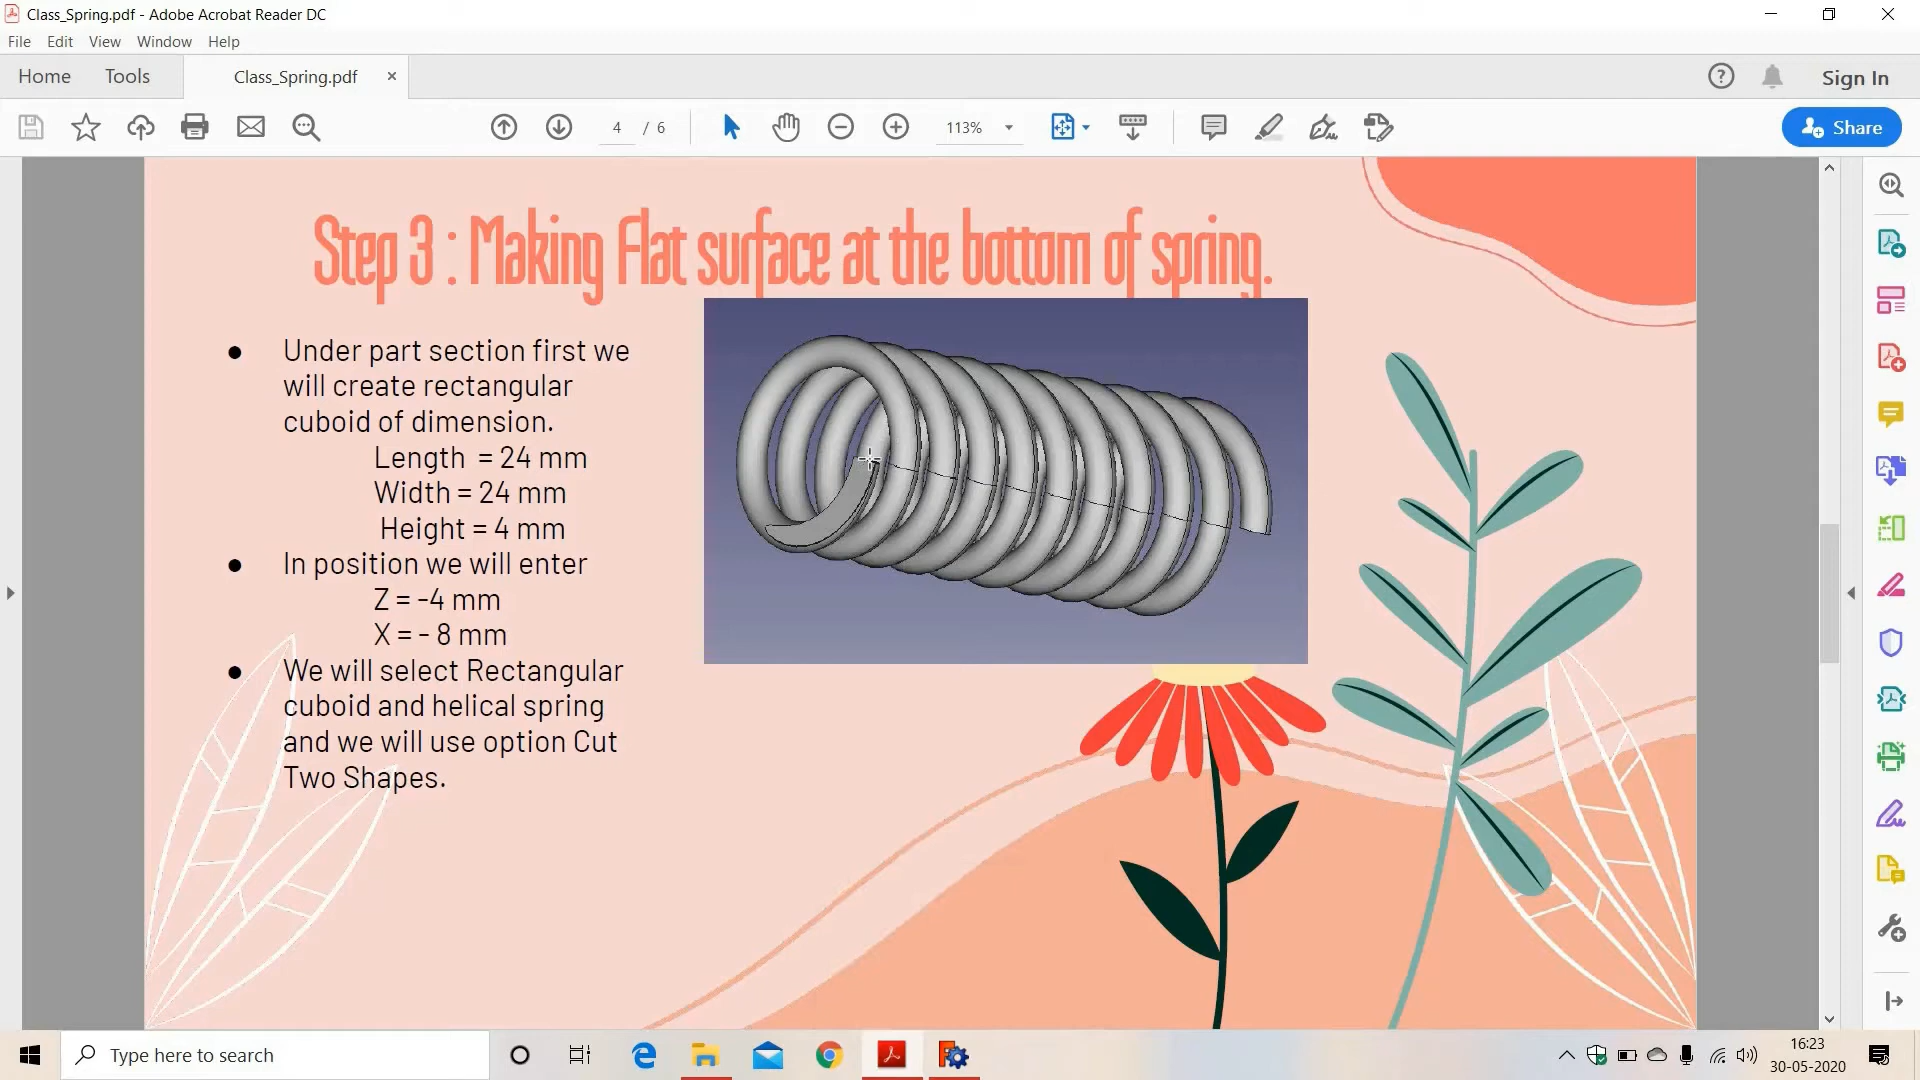 Class_Spring.pdf - Adobe Acrobat Reader DC
File Edit View Window Help
Home Tools Class_Spring.pdf ×
Sign In
4 / 6
113%
Share
Step 3 : Making Flat surface at the bottom of spring.
● Under part section first we
will create rectangular
cuboid of dimension.
Length = 24 mm
Width = 24 mm
Height = 4 mm
● In position we will enter
Z = -4 mm
X = - 8 mm
● We will select Rectangular
cuboid and helical spring
and we will use option Cut
Two Shapes.
Type here to search
16:23
30-05-2020